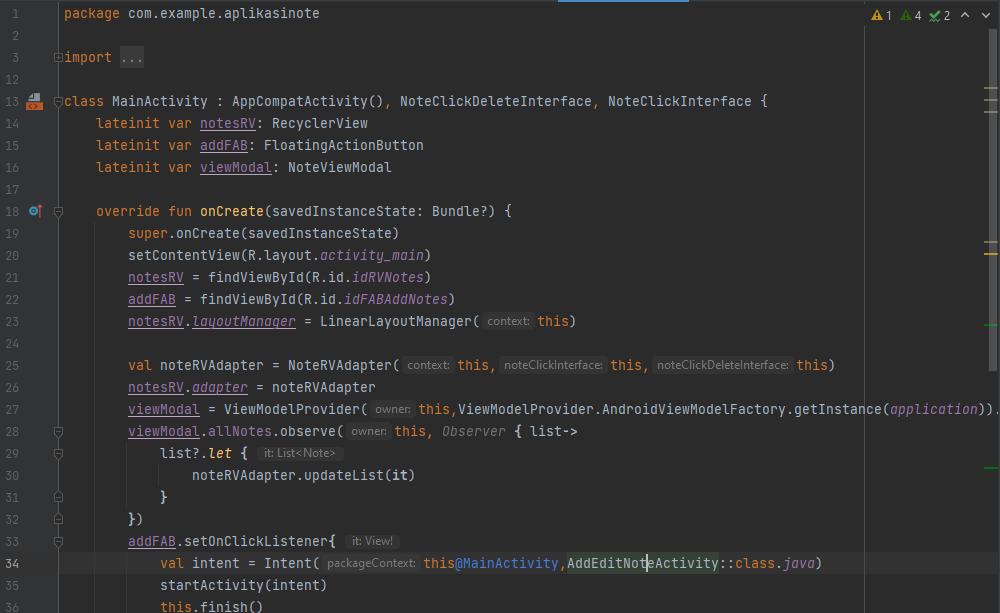 1 package com.example.aplikasinote
2
3 import ...
12
13 class MainActivity : AppCompatActivity(), NoteClickDeleteInterface, NoteClickInterface {
14 lateinit var notesRV: RecyclerView
15 lateinit var addFAB: FloatingActionButton
16 lateinit var viewModal: NoteViewModal
17
18 override fun onCreate(savedInstanceState: Bundle?) {
19 super.onCreate(savedInstanceState)
20 setContentView(R.layout.activity_main)
21 notesRV = findViewById(R.id.idRVNotes)
22 addFAB = findViewById(R.id.idFABAddNotes)
23 notesRV.layoutManager = LinearLayoutManager( context: this)
24
25 val noteRVAdapter = NoteRVAdapter( context: this, noteClickInterface: this, noteClickDeleteInterface: this)
26 notesRV.adapter = noteRVAdapter
27 viewModal = ViewModelProvider( owner: this,ViewModelProvider.AndroidViewModelFactory.getInstance(application)).
28 viewModal.allNotes.observe( owner: this, Observer { list->
29 list?.let { it: List<Note>
30 noteRVAdapter.updateList(it)
31 }
32 })
33 addFAB.setOnClickListener{ it: View!
34 val intent = Intent( packageContext: this@MainActivity,AddEditNoteActivity::class.java)
35 startActivity(intent)
36 this.finish()
1 4 2